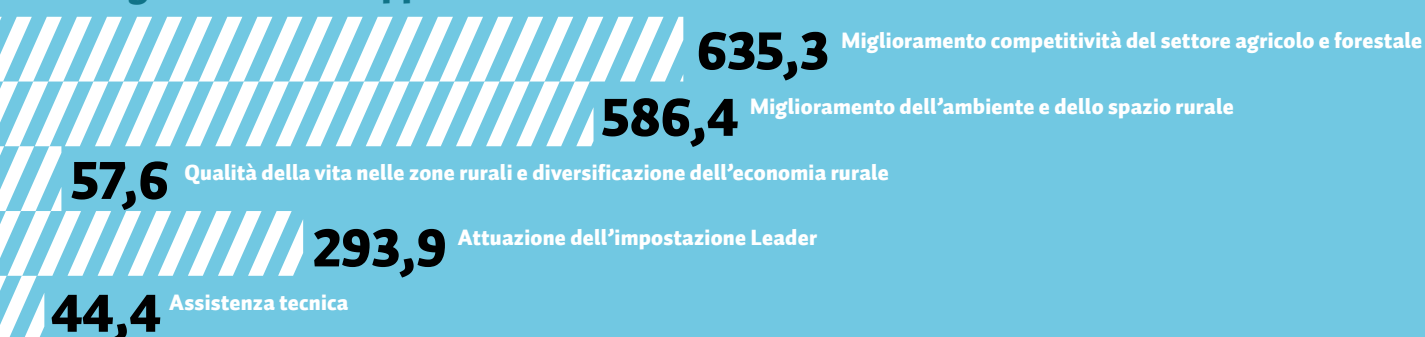 635,3 Miglioramento competitività del settore agricolo e forestale
586,4 Miglioramento dell’ambiente e dello spazio rurale
57,6 Qualità della vita nelle zone rurali e diversificazione dell’economia rurale
293,9 Attuazione dell’impostazione Leader
44,4 Assistenza tecnica